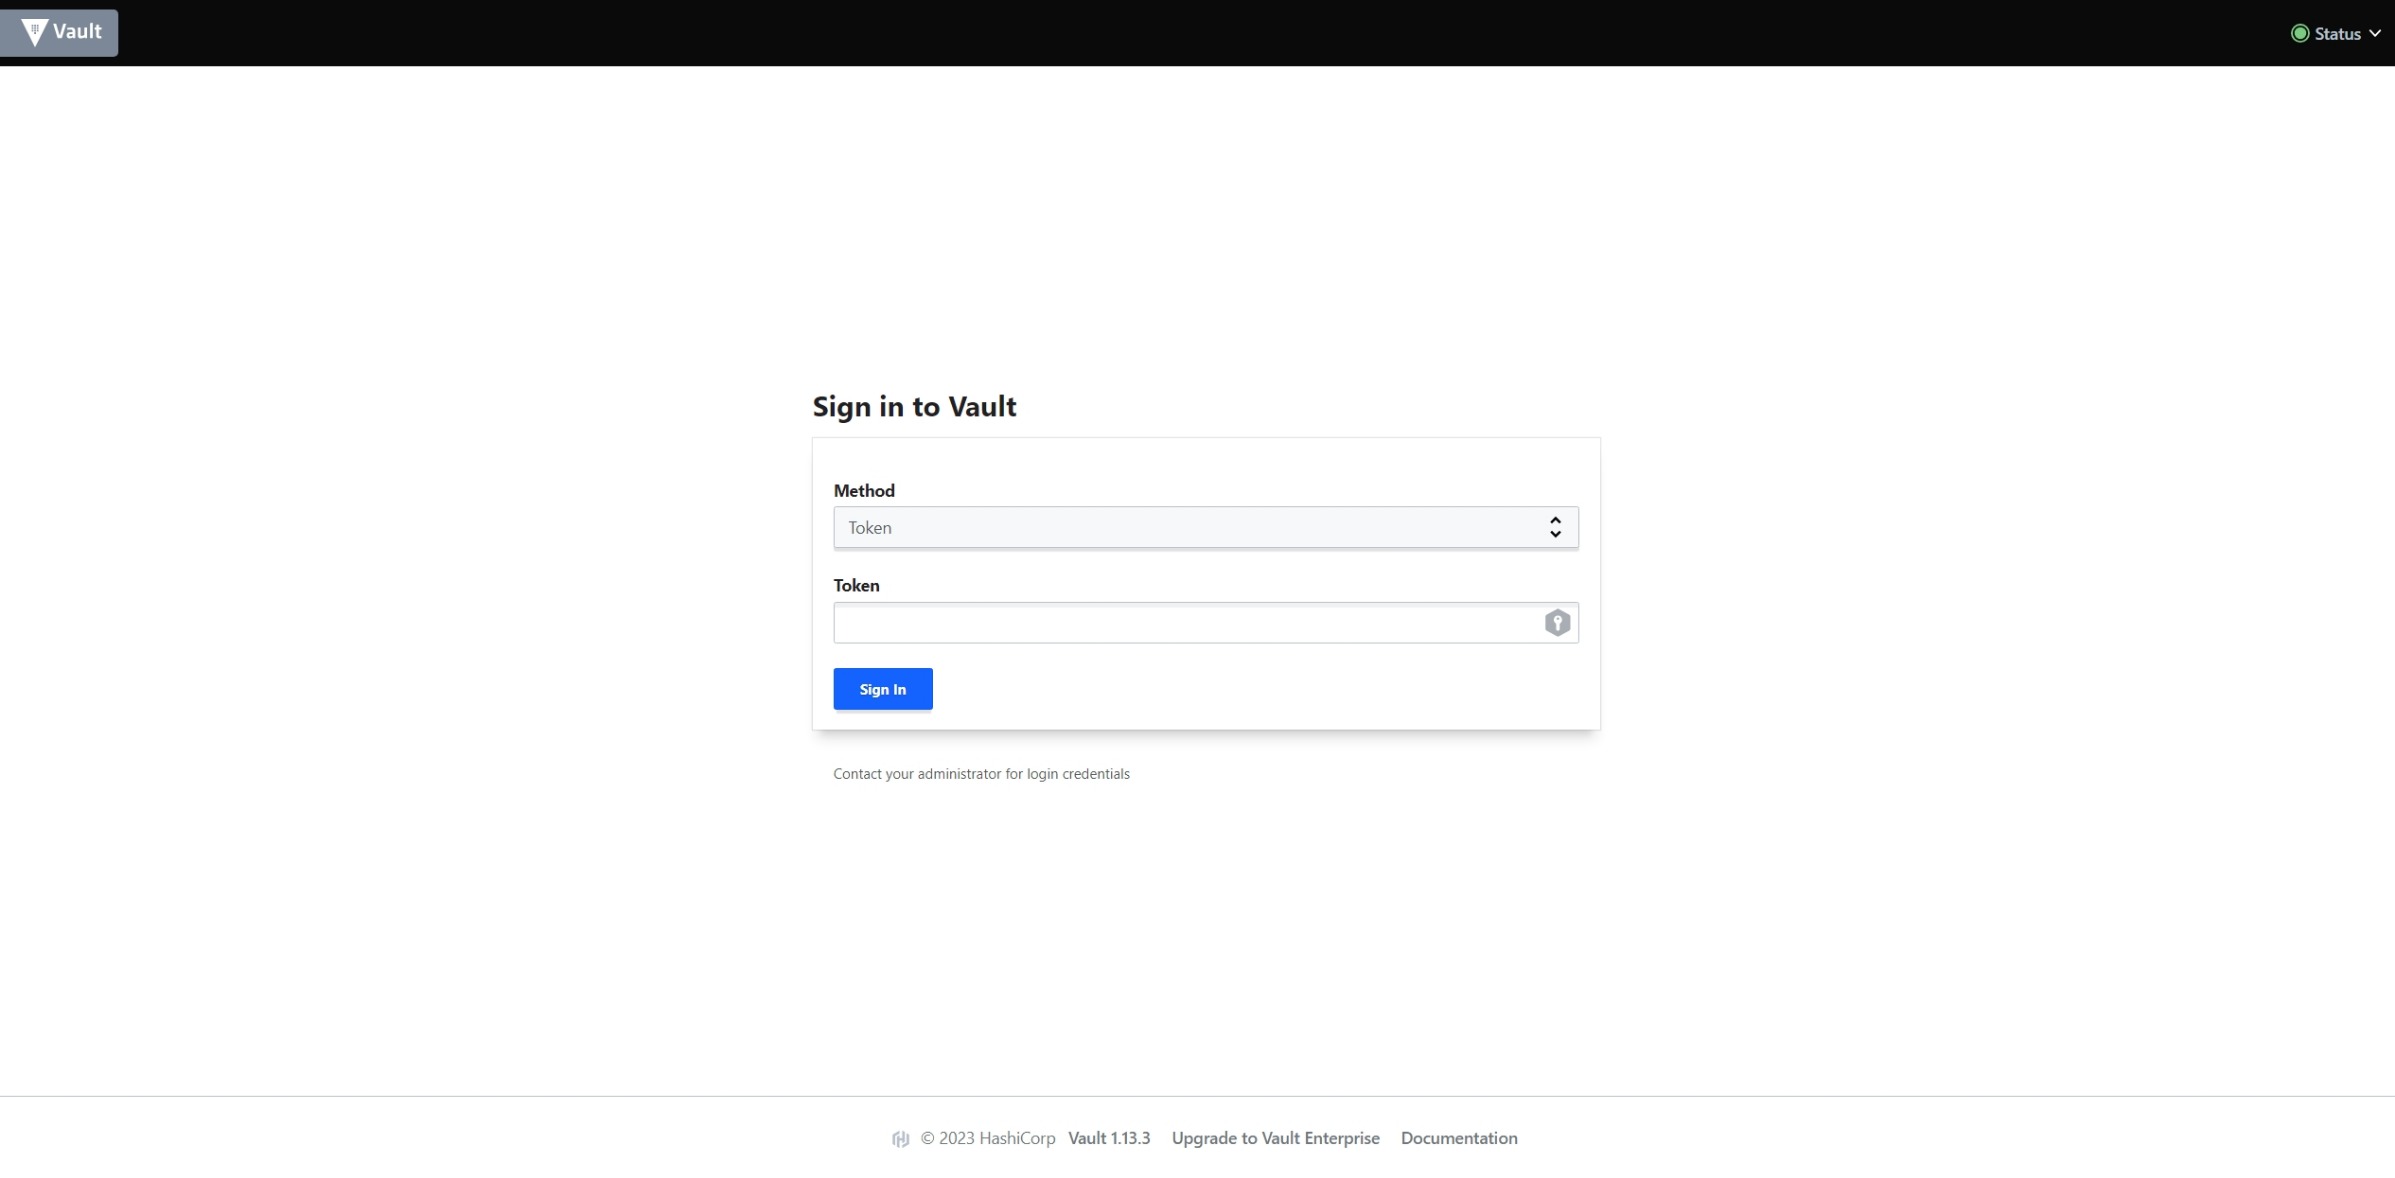 Vault
Status
Sign in to Vault
Method
Token
Token
Sign In
Contact your administrator for login credentials
© 2023 HashiCorp Vault 1.13.3 Upgrade to Vault Enterprise Documentation